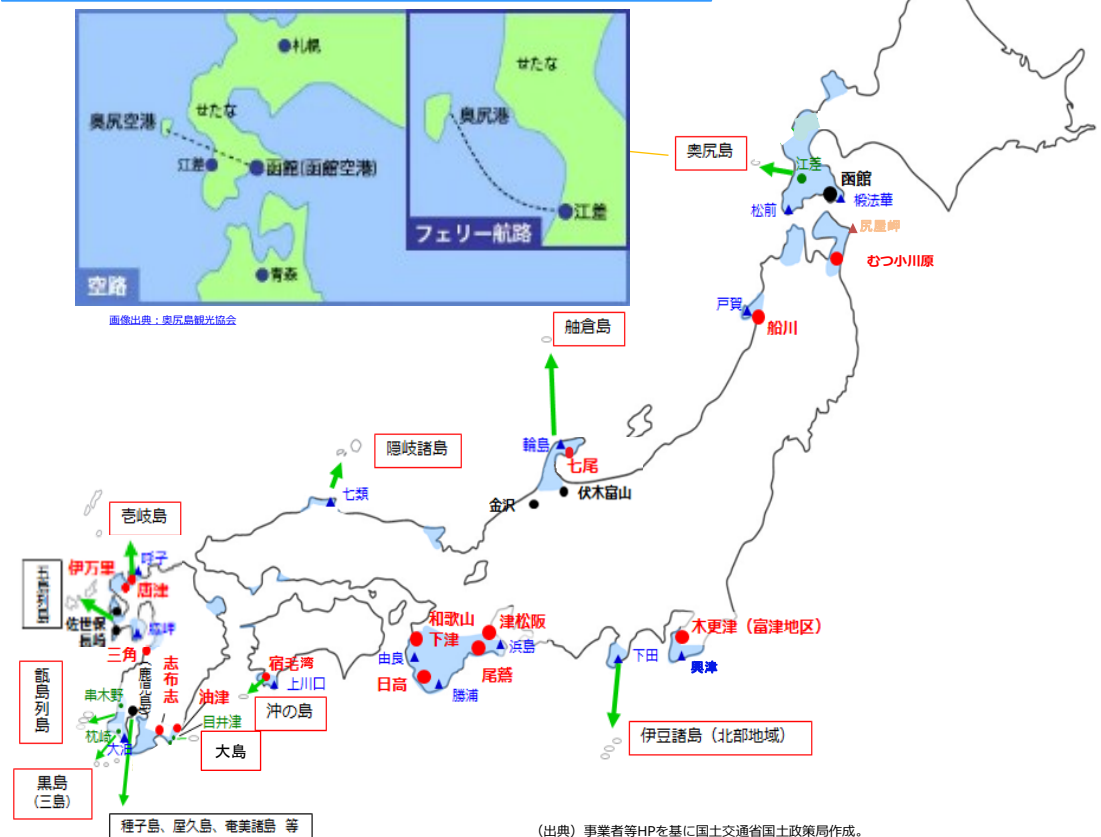 札幌
せたな
奥尻空港
江差
函館(函館空港)
青森
空路
せたな
奥尻港
江差
フェリー航路
画像出典：奥尻島観光協会
奥尻島
江差
函館
松前
椴法華
尻屋岬
むつ小川原
戸賀
船川
舳倉島
輪島
七尾
金沢
伏木富山
隠岐諸島
七類
壱岐島
呼子
伊万里
唐津
佐世保
長崎
三角
鹿児島
志布志
油津
串木野
目井津
枕崎
大泊
甑島列島
大島
黒島
（三島）
種子島、屋久島、奄美諸島 等
宿毛湾
上川口
沖の島
和歌山
下津
津松阪
由良
浜島
日高
尾鷲
勝浦
木更津（富津地区）
下田
興津
伊豆諸島（北部地域）
（出典）事業者等HPを基に国土交通省国土政策局作成。